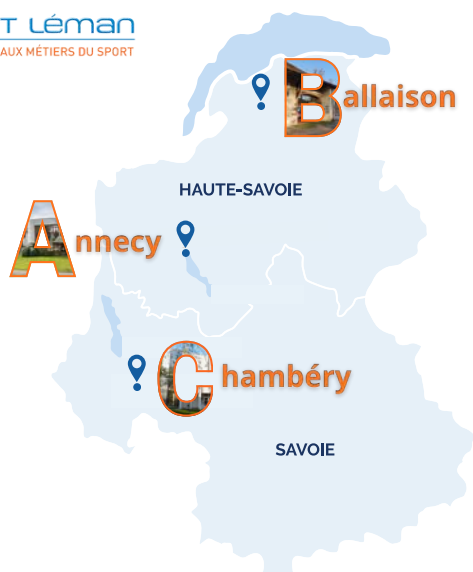 T Léman
AUX MÉTIERS DU SPORT
Ballaison
HAUTE-SAVOIE
Annecy
Chambéry
SAVOIE